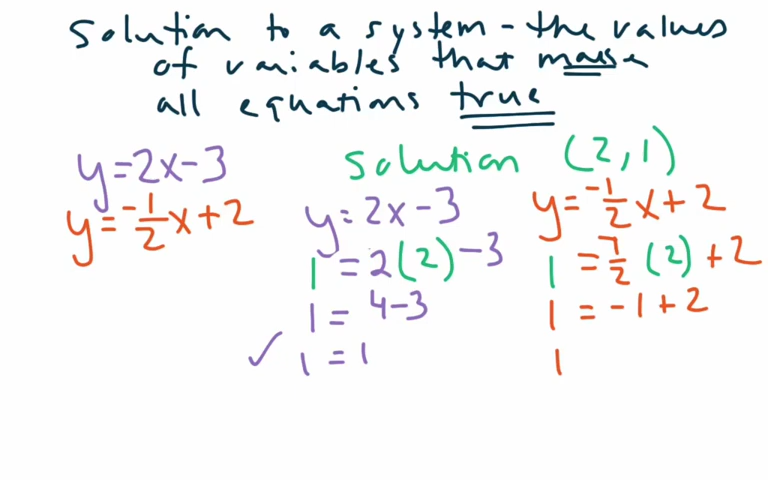 solution to a system - the values
of variables that make
all equations true
y=2x-3
y=-1/2x+2
solution (2,1)
y=2x-3
1=2(2)-3
1=4-3
✓ 1=1
y=-1/2x+2
1=-1/2(2)+2
1=-1+2
1